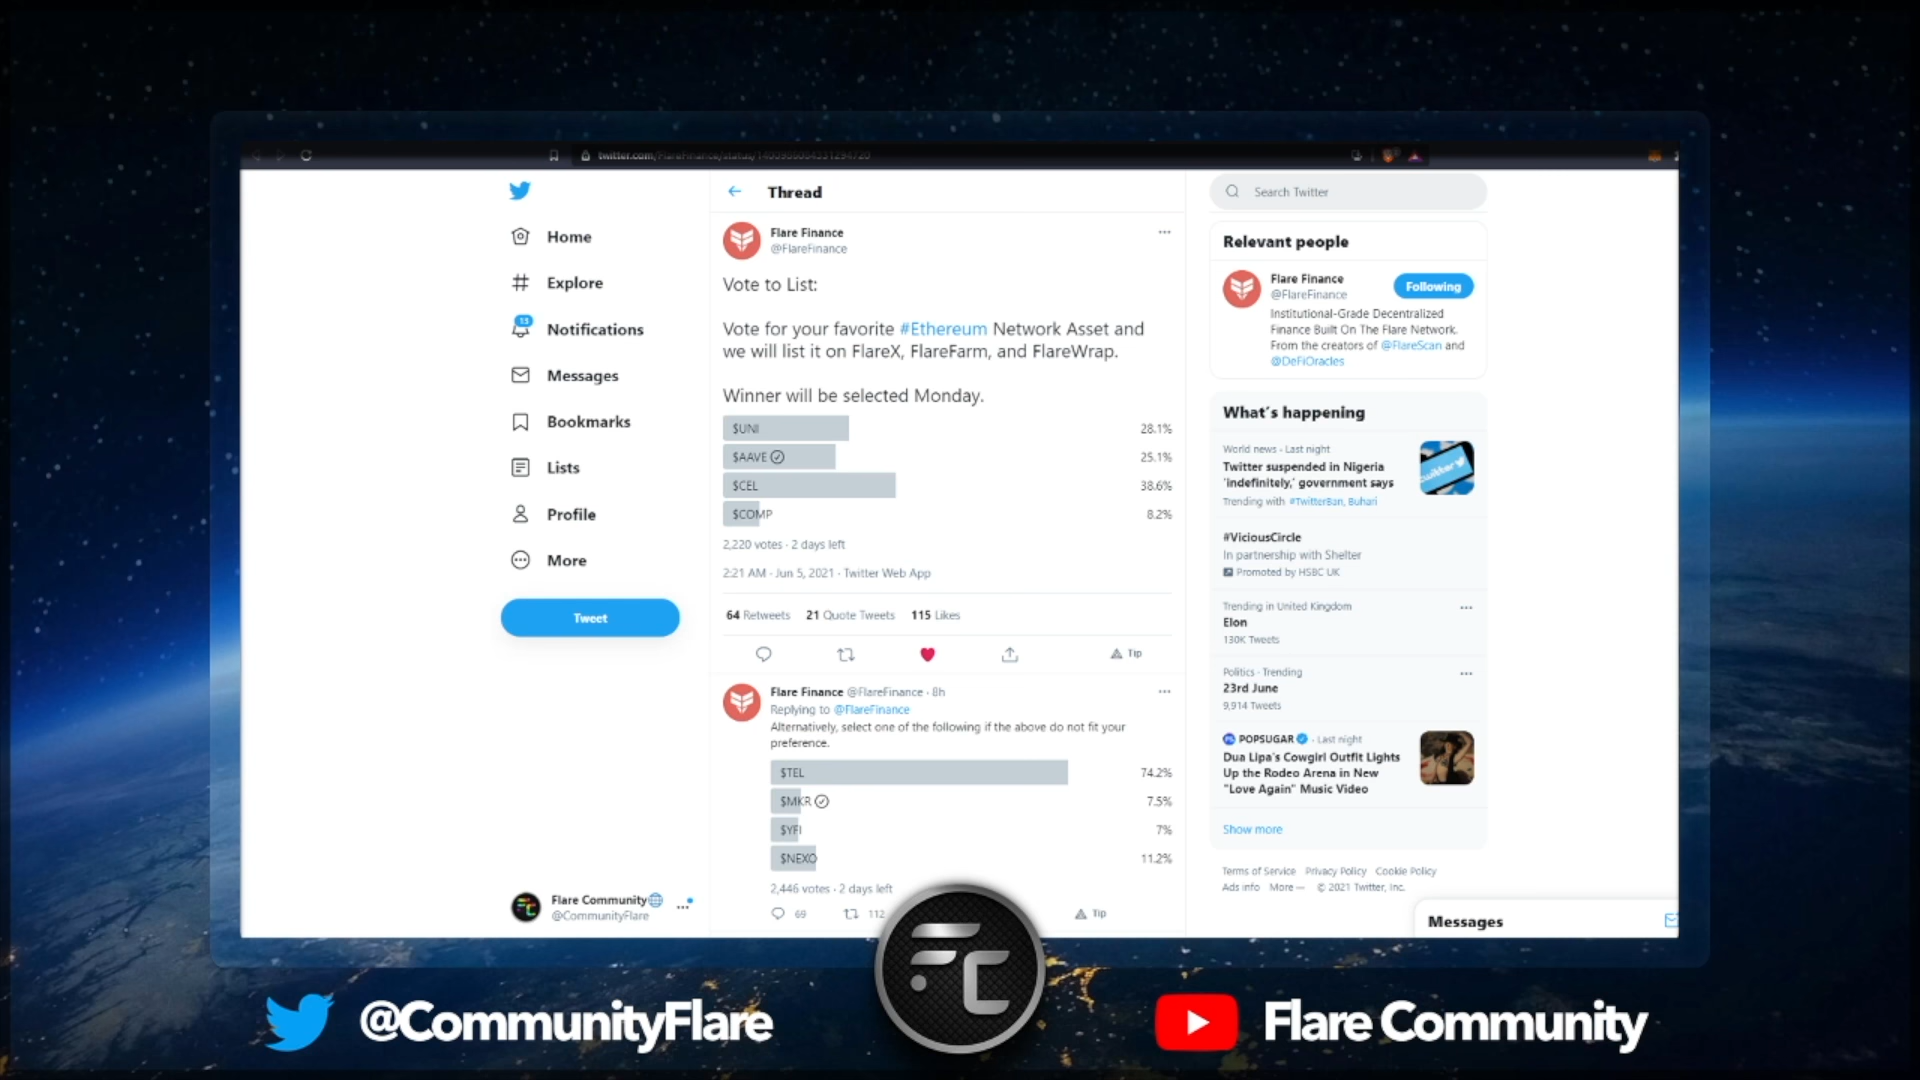 twitter.com/FlareFinance/status/
Home
Explore
13
Notifications
Messages
Bookmarks
Lists
Profile
More
Tweet
Flare Community
@CommunityFlare
Thread
Flare Finance
@FlareFinance
Vote to List:
Vote for your favorite #Ethereum Network Asset and
we will list it on FlareX, FlareFarm, and FlareWrap.
Winner will be selected Monday.
$UNI 28.1%
$AAVE 25.1%
$CEL 38.6%
$COMP 8.2%
2,220 votes · 2 days left
2:21 AM · Jun 5, 2021 · Twitter Web App
64 Retweets 21 Quote Tweets 115 Likes
Tip
Flare Finance @FlareFinance · 8h
Replying to @FlareFinance
Alternatively, select one of the following if the above do not fit your
preference.
$TEL 74.2%
$MKR 7.5%
$YFI 7%
$NEXO 11.2%
2,446 votes · 2 days left
69 112 Tip
Search Twitter
Relevant people
Flare Finance
@FlareFinance
Following
Institutional-Grade Decentralized
Finance Built On The Flare Network.
From the creators of @FlareScan and
@DeFiOracles
What's happening
World news · Last night
Twitter suspended in Nigeria
'indefinitely,' government says
Trending with #TwitterBan, Buhari
twitter
#ViciousCircle
In partnership with Shelter
Promoted by HSBC UK
Trending in United Kingdom
Elon
130K Tweets
Politics · Trending
23rd June
9,914 Tweets
POPSUGAR · Last night
Dua Lipa's Cowgirl Outfit Lights
Up the Rodeo Arena in New
"Love Again" Music Video
Show more
Terms of Service Privacy Policy Cookie Policy
Ads info More © 2021 Twitter, Inc.
Messages
FC
@CommunityFlare
Flare Community